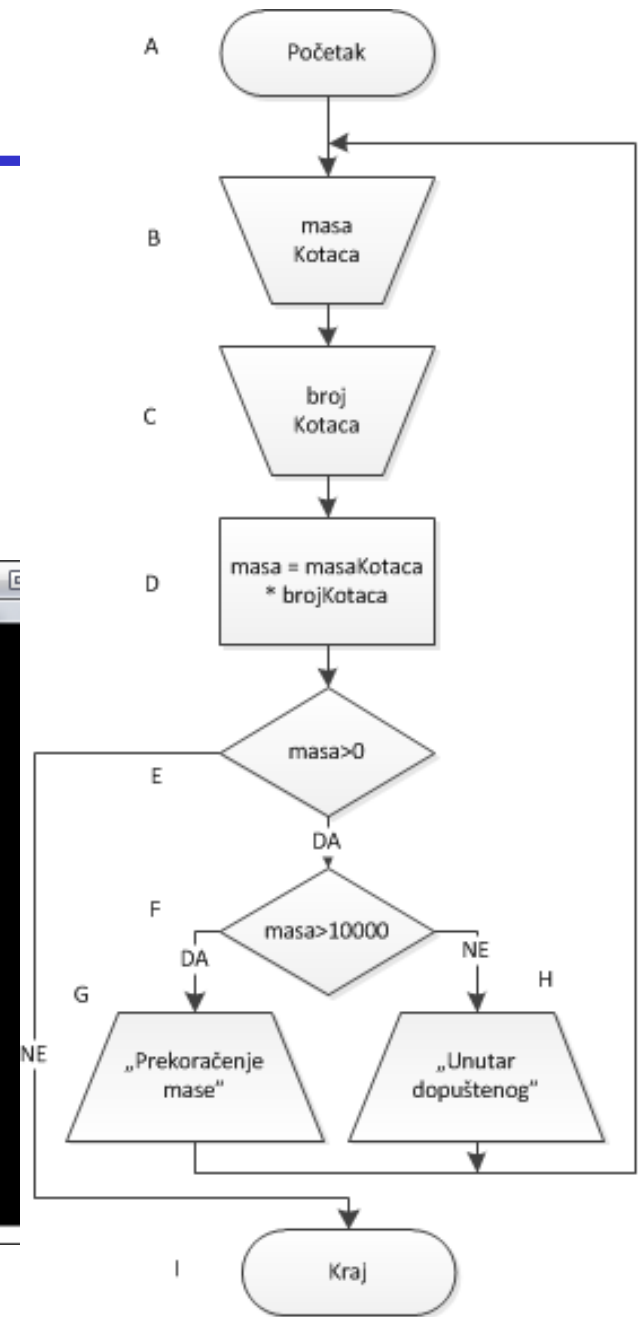 A
Početak
B
masa
Kotaca
C
broj
Kotaca
D
masa = masaKotaca
* brojKotaca
E
masa>0
DA
F
masa>10000
DA
NE
G
H
NE
„Prekoračenje
mase“
„Unutar
dopuštenog“
I
Kraj